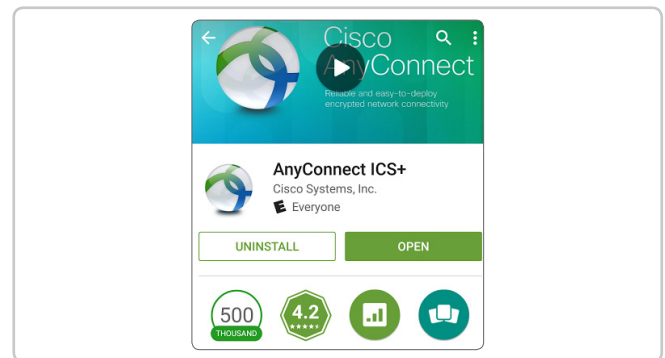 Cisco
AnyConnect
Reliable and easy-to-deploy
encrypted network connectivity
AnyConnect ICS+
Cisco Systems, Inc.
E Everyone
UNINSTALL
OPEN
500
THOUSAND
4.2